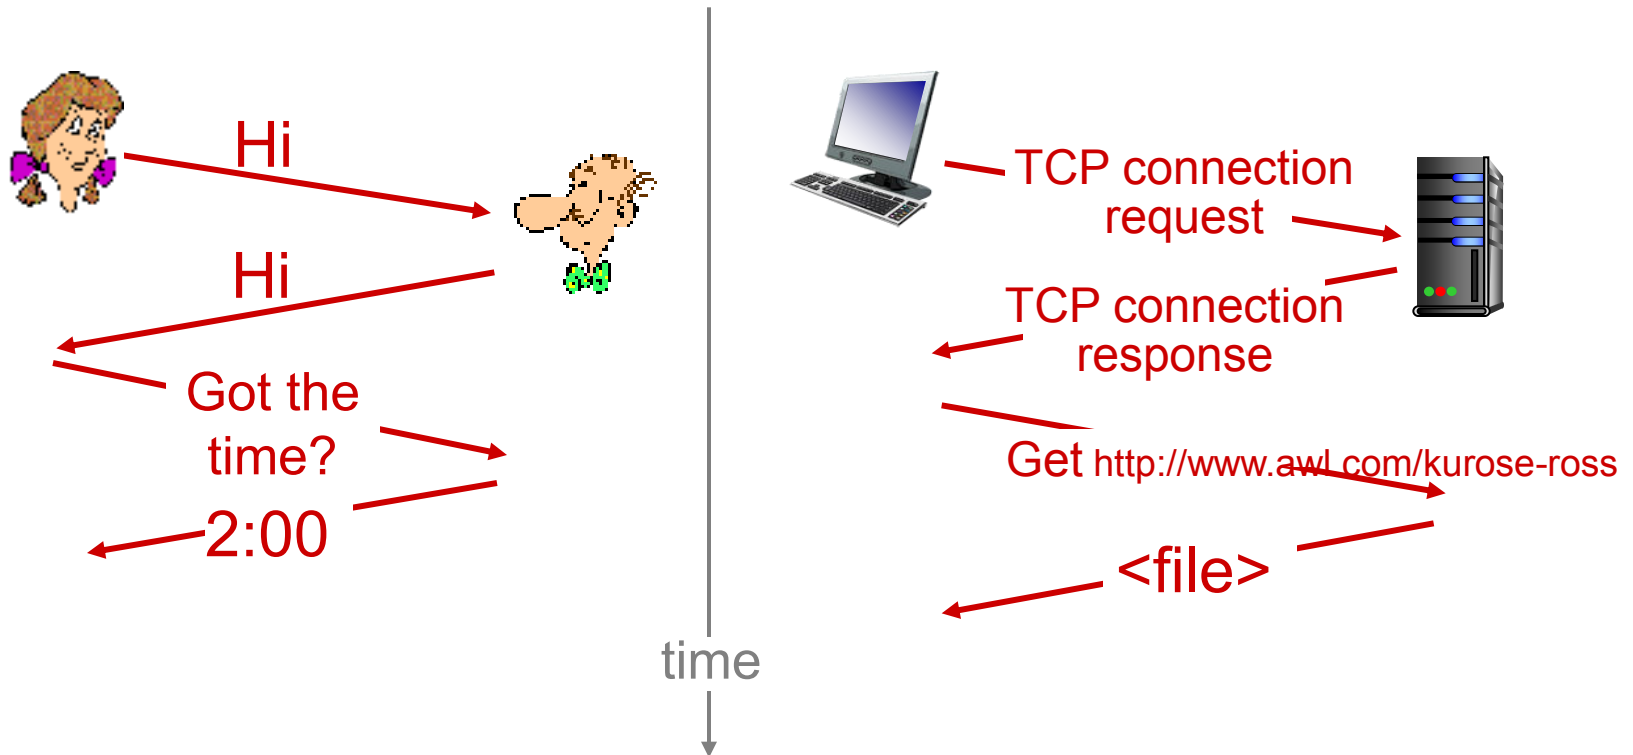 Hi
Hi
Got the
time?
2:00
TCP connection
request
TCP connection
response
Get http://www.awl.com/kurose-ross
<file>
time